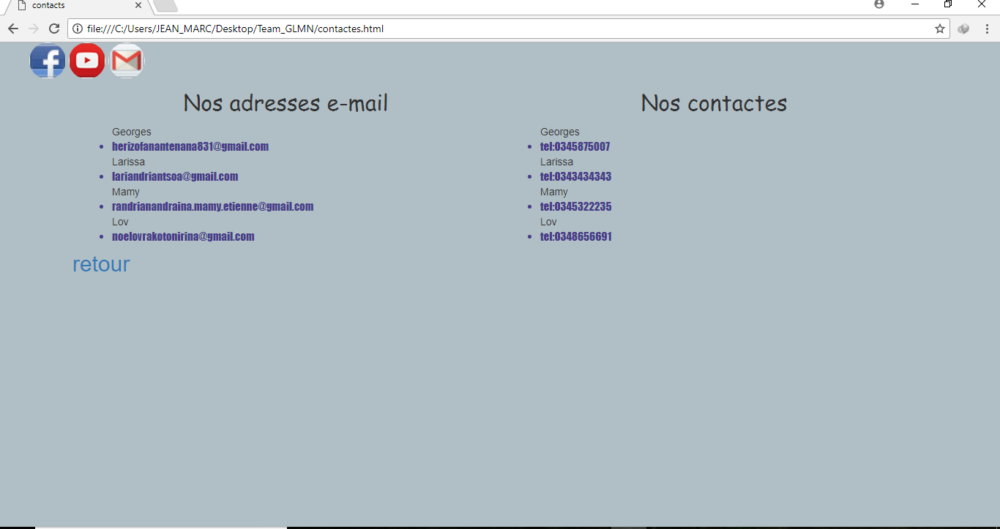 contacts
file:///C:/Users/JEAN_MARC/Desktop/Team_GLMN/contactes.html
Nos adresses e-mail
Georges
herizofanantenana831@gmail.com
Larissa
lariandriantsoa@gmail.com
Mamy
randrianandraina.mamy.etienne@gmail.com
Lov
noelovrakotonirina@gmail.com
Nos contactes
Georges
tel:0345875007
Larissa
tel:0343434343
Mamy
tel:0345322235
Lov
tel:0348656691
retour